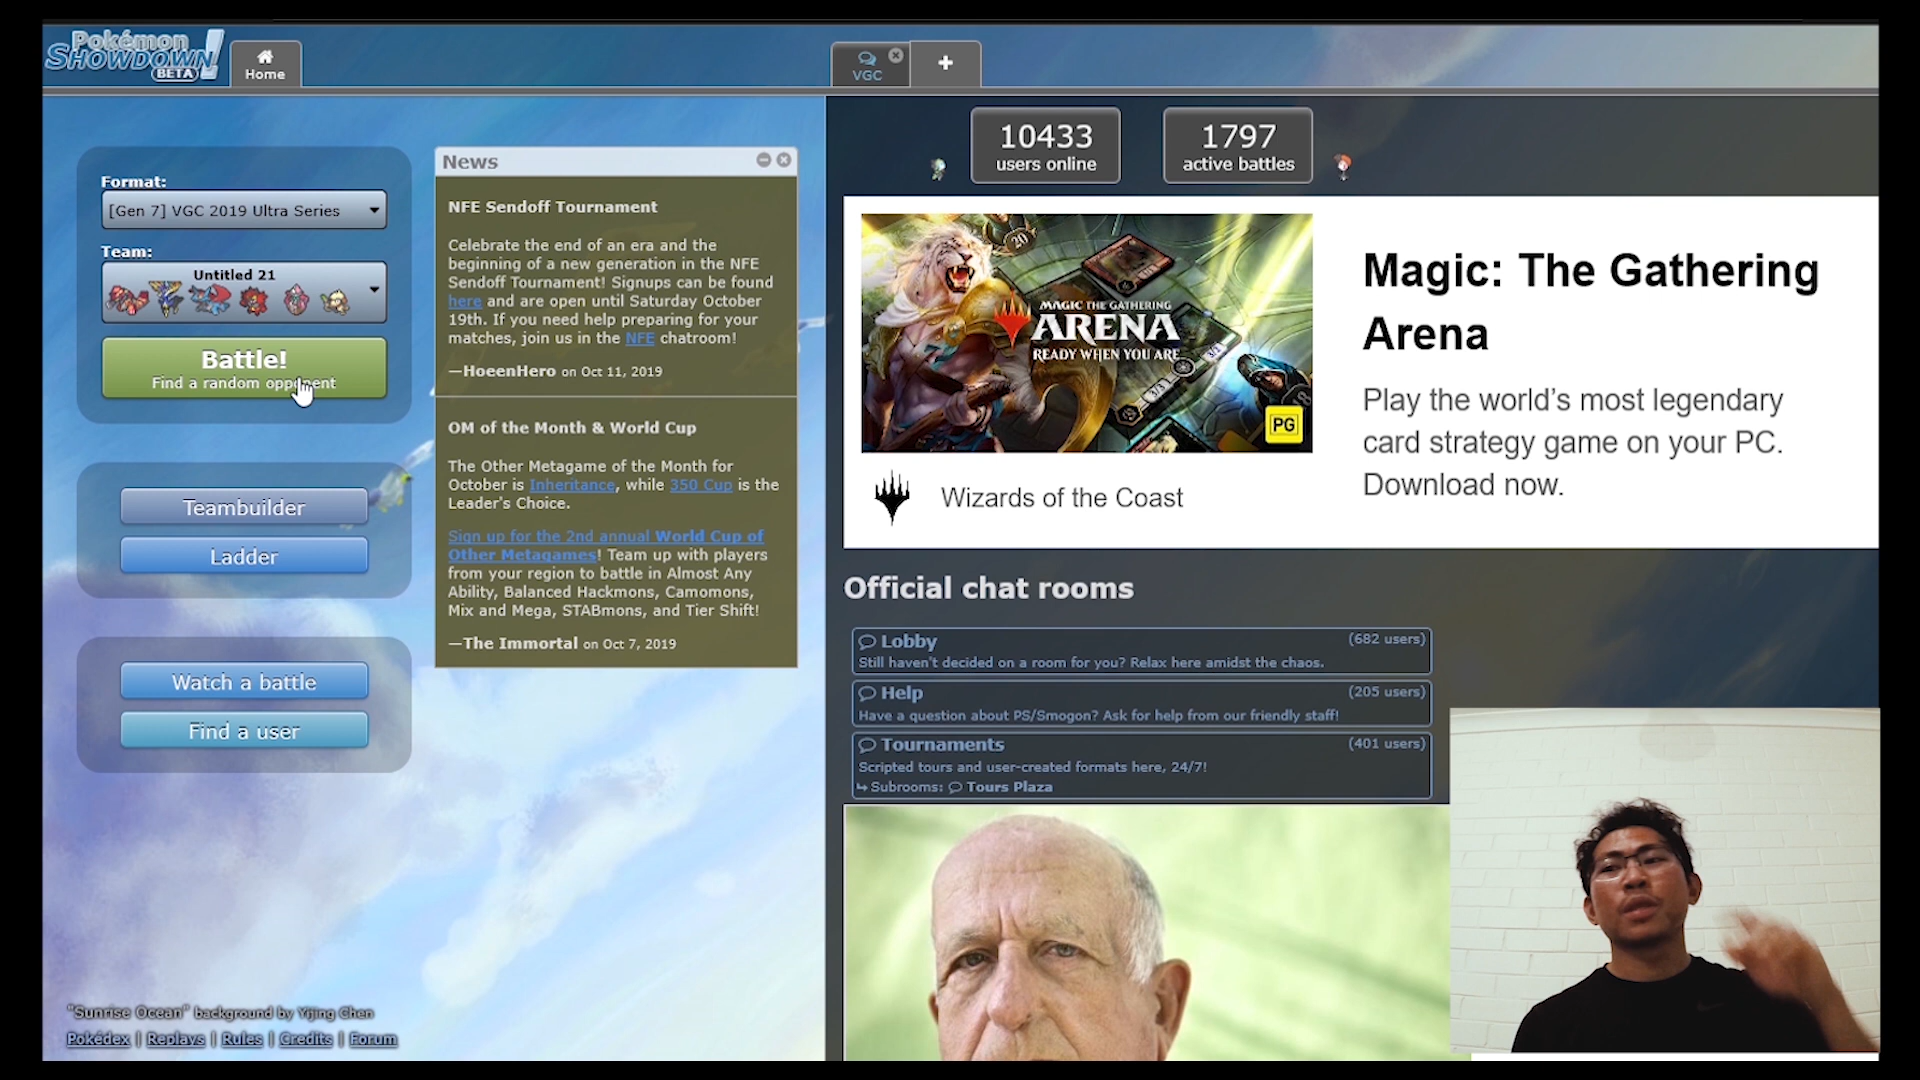 Pokémon
SHOWDOWN!
BETA
Home
VGC
Format:
[Gen 7] VGC 2019 Ultra Series
Team:
Untitled 21
Battle!
Find a random opponent
Teambuilder
Ladder
Watch a battle
Find a user
"Sunrise Ocean" background by Yijing Chen
Pokédex | Replays | Rules | Credits | Forum
News
NFE Sendoff Tournament
Celebrate the end of an era and the
beginning of a new generation in the NFE
Sendoff Tournament! Signups can be found
here and are open until Saturday October
19th. If you need help preparing for your
matches, join us in the NFE chatroom!
—HoeenHero on Oct 11, 2019
OM of the Month & World Cup
The Other Metagame of the Month for
October is Inheritance, while 350 Cup is the
Leader's Choice.
Sign up for the 2nd annual World Cup of
Other Metagames! Team up with players
from your region to battle in Almost Any
Ability, Balanced Hackmons, Camomons,
Mix and Mega, STABmons, and Tier Shift!
—The Immortal on Oct 7, 2019
10433
users online
1797
active battles
20
MAGIC THE GATHERING
ARENA
READY WHEN YOU ARE
3/1
3/3
18
PG
Wizards of the Coast
Magic: The Gathering
Arena
Play the world's most legendary
card strategy game on your PC.
Download now.
Official chat rooms
Lobby
(682 users)
Still haven't decided on a room for you? Relax here amidst the chaos.
Help
(205 users)
Have a question about PS/Smogon? Ask for help from our friendly staff!
Tournaments
(401 users)
Scripted tours and user-created formats here, 24/7!
Subrooms: Tours Plaza